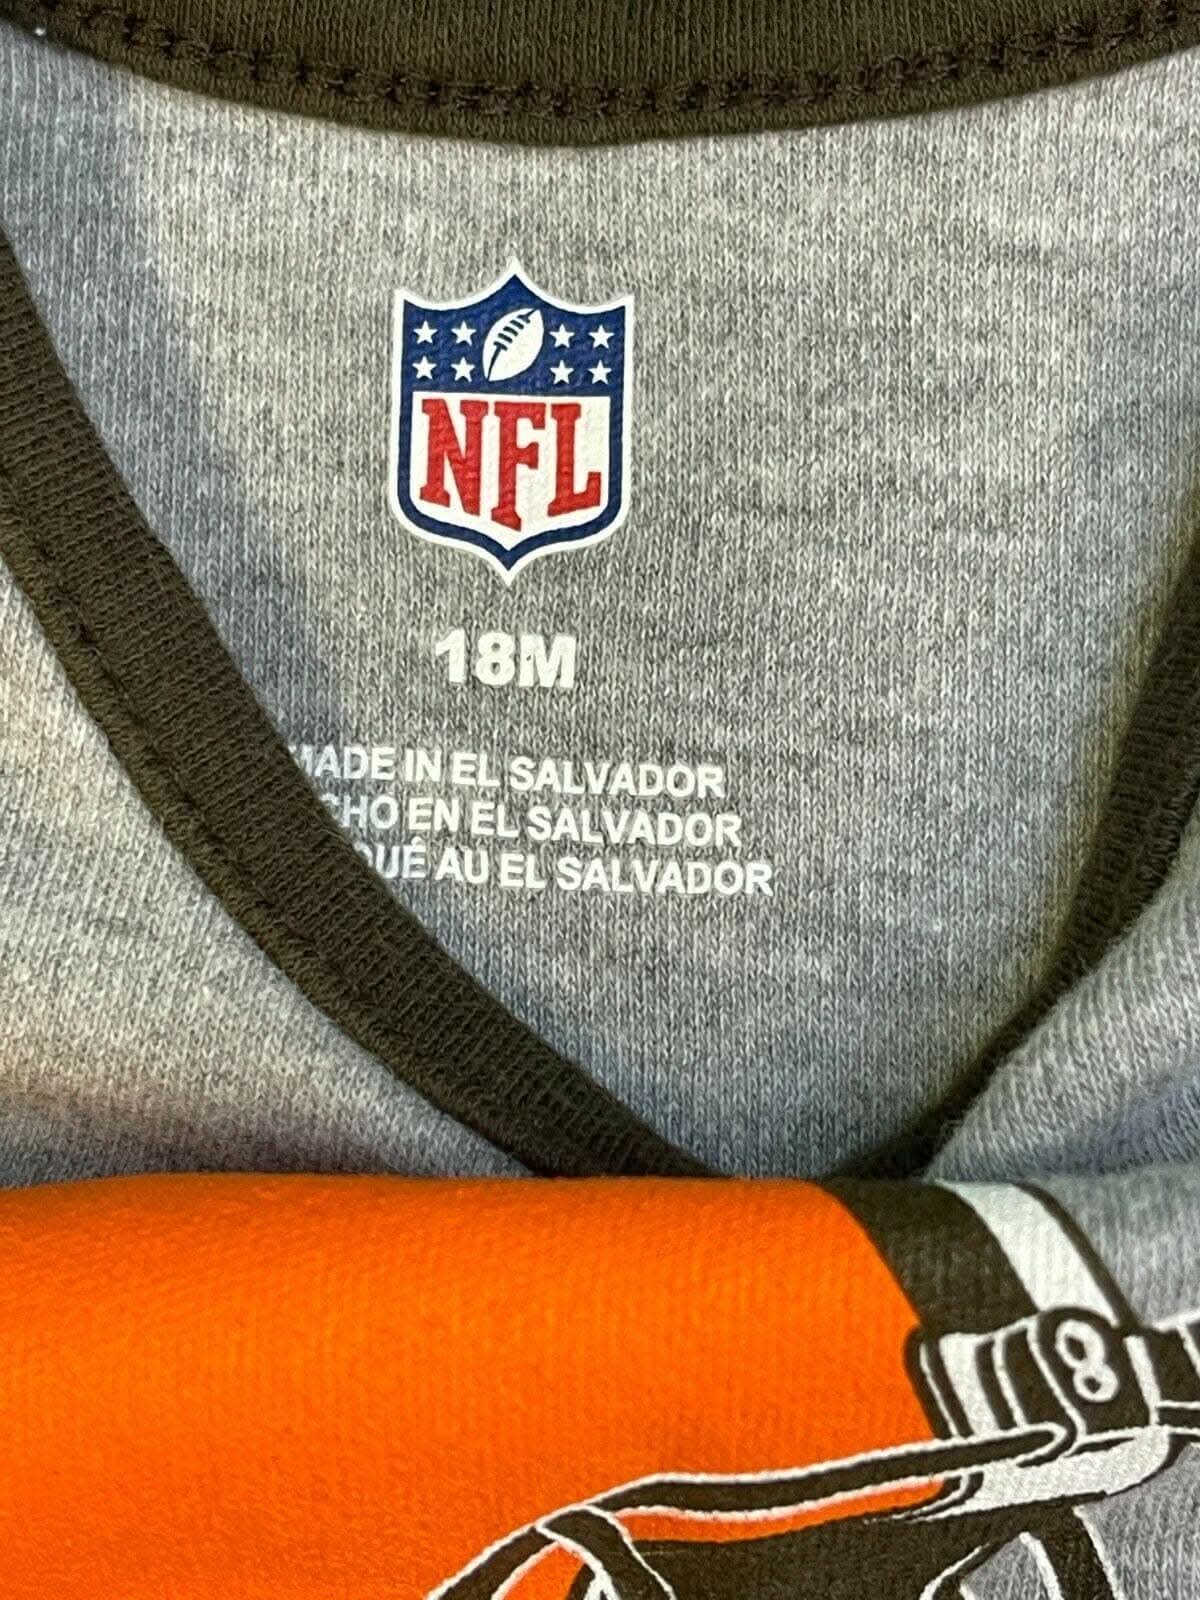 NFL
18M
MADE IN EL SALVADOR
CHO EN EL SALVADOR
QUÉ AU EL SALVADOR